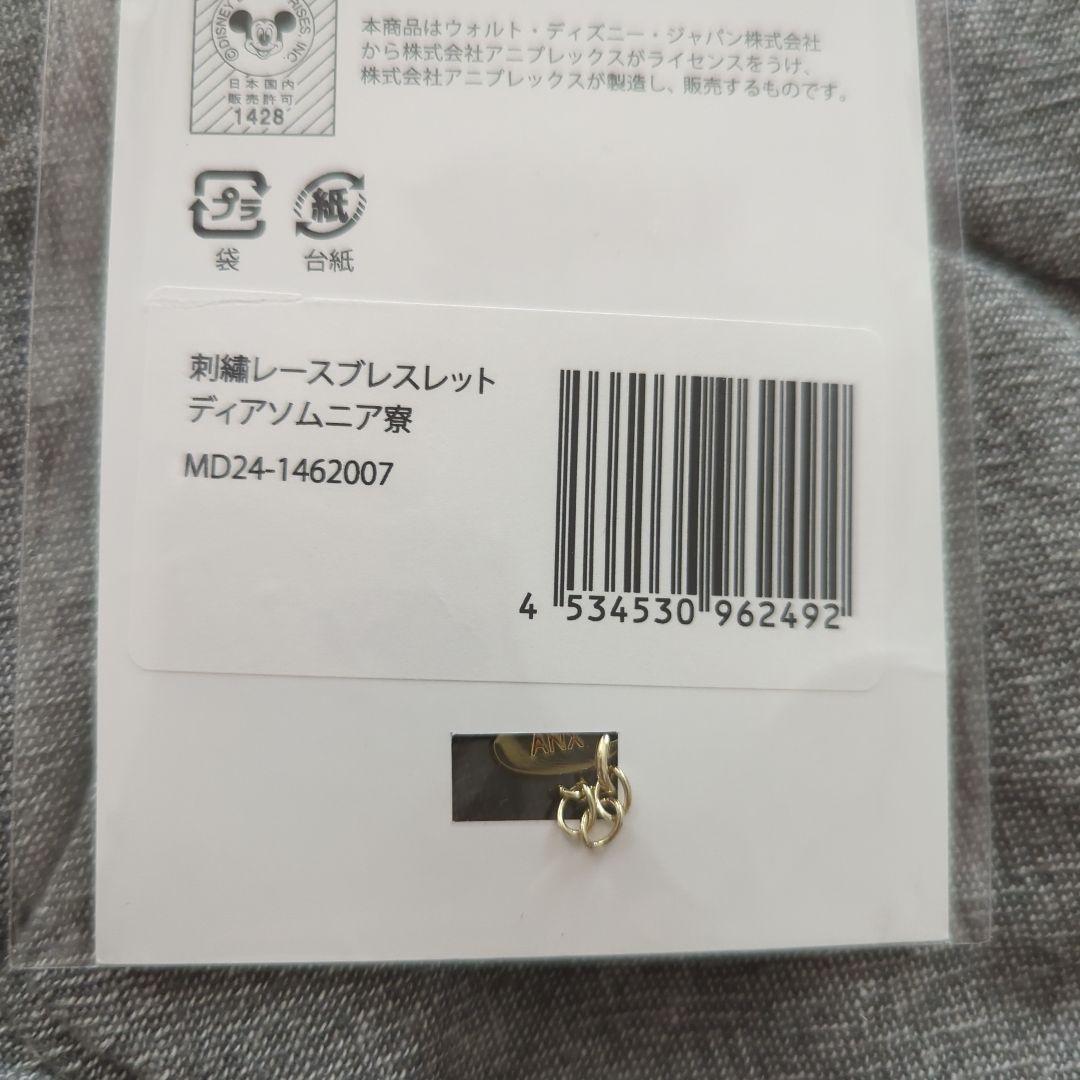 ©DISNEY
RISES, INC.
日本国内
販売許可
1428
本商品はウォルト・ディズニー・ジャパン株式会社
から株式会社アニプレックスがライセンスをうけ、
株式会社アニプレックスが製造し、販売するものです。
プラ
紙
袋
台紙
刺繡レースブレスレット
ディアソムニア寮
MD24-1462007
4 534530 962492
ANX